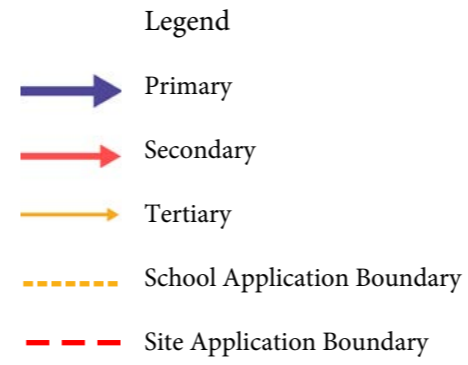 Legend
Primary
Secondary
Tertiary
School Application Boundary
Site Application Boundary